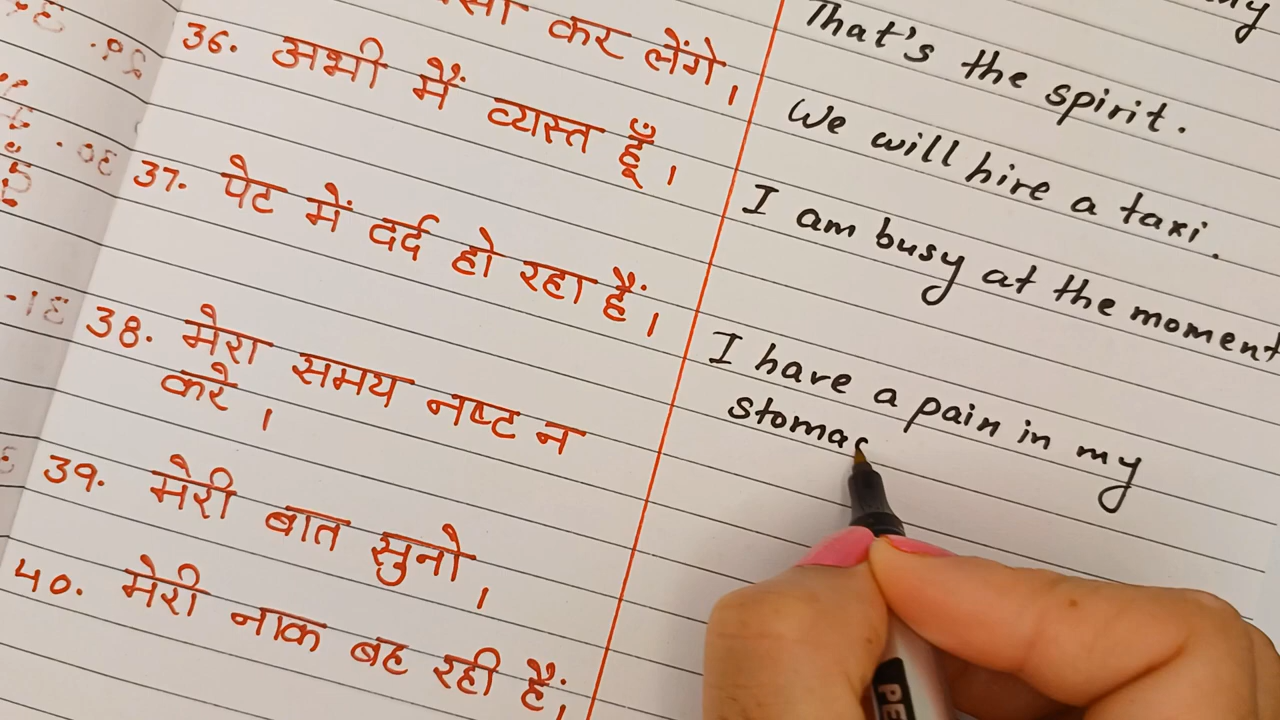 कर लेंगे।
36. अभी मैं व्यस्त हूँ।
37. पेट में दर्द हो रहा हैं।
38. मेरा समय नष्ट न
करे।
39. मेरी बात सुनो।
40. मेरी नाक बह रही हैं।
That's the spirit.
We will hire a taxi.
I am busy at the moment
I have a pain in my
stomac
PE